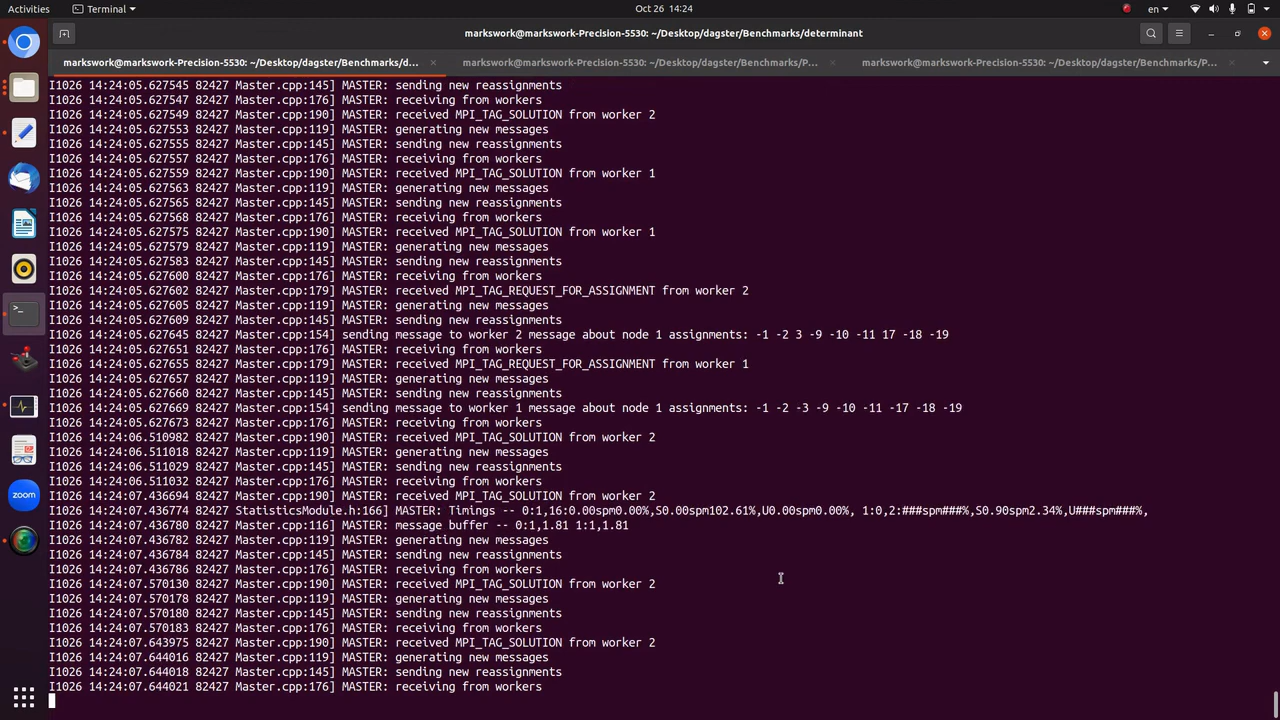 Activities
Terminal
Oct 26 14:24
en
markswork@markswork-Precision-5530: ~/Desktop/dagster/Benchmarks/determinant
markswork@markswork-Precision-5530: ~/Desktop/dagster/Benchmarks/d...
markswork@markswork-Precision-5530: ~/Desktop/dagster/Benchmarks/P...
markswork@markswork-Precision-5530: ~/Desktop/dagster/Benchmarks/P...
I1026 14:24:05.627545 82427 Master.cpp:145] MASTER: sending new reassignments
I1026 14:24:05.627547 82427 Master.cpp:176] MASTER: receiving from workers
I1026 14:24:05.627549 82427 Master.cpp:190] MASTER: received MPI_TAG_SOLUTION from worker 2
I1026 14:24:05.627553 82427 Master.cpp:119] MASTER: generating new messages
I1026 14:24:05.627555 82427 Master.cpp:145] MASTER: sending new reassignments
I1026 14:24:05.627557 82427 Master.cpp:176] MASTER: receiving from workers
I1026 14:24:05.627559 82427 Master.cpp:190] MASTER: received MPI_TAG_SOLUTION from worker 1
I1026 14:24:05.627563 82427 Master.cpp:119] MASTER: generating new messages
I1026 14:24:05.627565 82427 Master.cpp:145] MASTER: sending new reassignments
I1026 14:24:05.627568 82427 Master.cpp:176] MASTER: receiving from workers
I1026 14:24:05.627575 82427 Master.cpp:190] MASTER: received MPI_TAG_SOLUTION from worker 1
I1026 14:24:05.627579 82427 Master.cpp:119] MASTER: generating new messages
I1026 14:24:05.627583 82427 Master.cpp:145] MASTER: sending new reassignments
I1026 14:24:05.627600 82427 Master.cpp:176] MASTER: receiving from workers
I1026 14:24:05.627602 82427 Master.cpp:179] MASTER: received MPI_TAG_REQUEST_FOR_ASSIGNMENT from worker 2
I1026 14:24:05.627605 82427 Master.cpp:119] MASTER: generating new messages
I1026 14:24:05.627609 82427 Master.cpp:145] MASTER: sending new reassignments
I1026 14:24:05.627645 82427 Master.cpp:154] sending message to worker 2 message about node 1 assignments: -1 -2 3 -9 -10 -11 17 -18 -19
I1026 14:24:05.627651 82427 Master.cpp:176] MASTER: receiving from workers
I1026 14:24:05.627655 82427 Master.cpp:179] MASTER: received MPI_TAG_REQUEST_FOR_ASSIGNMENT from worker 1
I1026 14:24:05.627657 82427 Master.cpp:119] MASTER: generating new messages
I1026 14:24:05.627660 82427 Master.cpp:145] MASTER: sending new reassignments
I1026 14:24:05.627669 82427 Master.cpp:154] sending message to worker 1 message about node 1 assignments: -1 -2 -3 -9 -10 -11 -17 -18 -19
I1026 14:24:05.627673 82427 Master.cpp:176] MASTER: receiving from workers
I1026 14:24:06.510982 82427 Master.cpp:190] MASTER: received MPI_TAG_SOLUTION from worker 2
I1026 14:24:06.511018 82427 Master.cpp:119] MASTER: generating new messages
I1026 14:24:06.511029 82427 Master.cpp:145] MASTER: sending new reassignments
I1026 14:24:06.511032 82427 Master.cpp:176] MASTER: receiving from workers
I1026 14:24:07.436694 82427 Master.cpp:190] MASTER: received MPI_TAG_SOLUTION from worker 2
I1026 14:24:07.436774 82427 StatisticsModule.h:166] MASTER: Timings -- 0:1,16:0.00spm0.00%,S0.00spm102.61%,U0.00spm0.00%, 1:0,2:###spm###%,S0.90spm2.34%,U###spm###%,
I1026 14:24:07.436780 82427 Master.cpp:116] MASTER: message buffer -- 0:1,1.81 1:1,1.81
I1026 14:24:07.436782 82427 Master.cpp:119] MASTER: generating new messages
I1026 14:24:07.436784 82427 Master.cpp:145] MASTER: sending new reassignments
I1026 14:24:07.436786 82427 Master.cpp:176] MASTER: receiving from workers
I1026 14:24:07.570130 82427 Master.cpp:190] MASTER: received MPI_TAG_SOLUTION from worker 2
I1026 14:24:07.570178 82427 Master.cpp:119] MASTER: generating new messages
I1026 14:24:07.570180 82427 Master.cpp:145] MASTER: sending new reassignments
I1026 14:24:07.570183 82427 Master.cpp:176] MASTER: receiving from workers
I1026 14:24:07.643975 82427 Master.cpp:190] MASTER: received MPI_TAG_SOLUTION from worker 2
I1026 14:24:07.644016 82427 Master.cpp:119] MASTER: generating new messages
I1026 14:24:07.644018 82427 Master.cpp:145] MASTER: sending new reassignments
I1026 14:24:07.644021 82427 Master.cpp:176] MASTER: receiving from workers
zoom